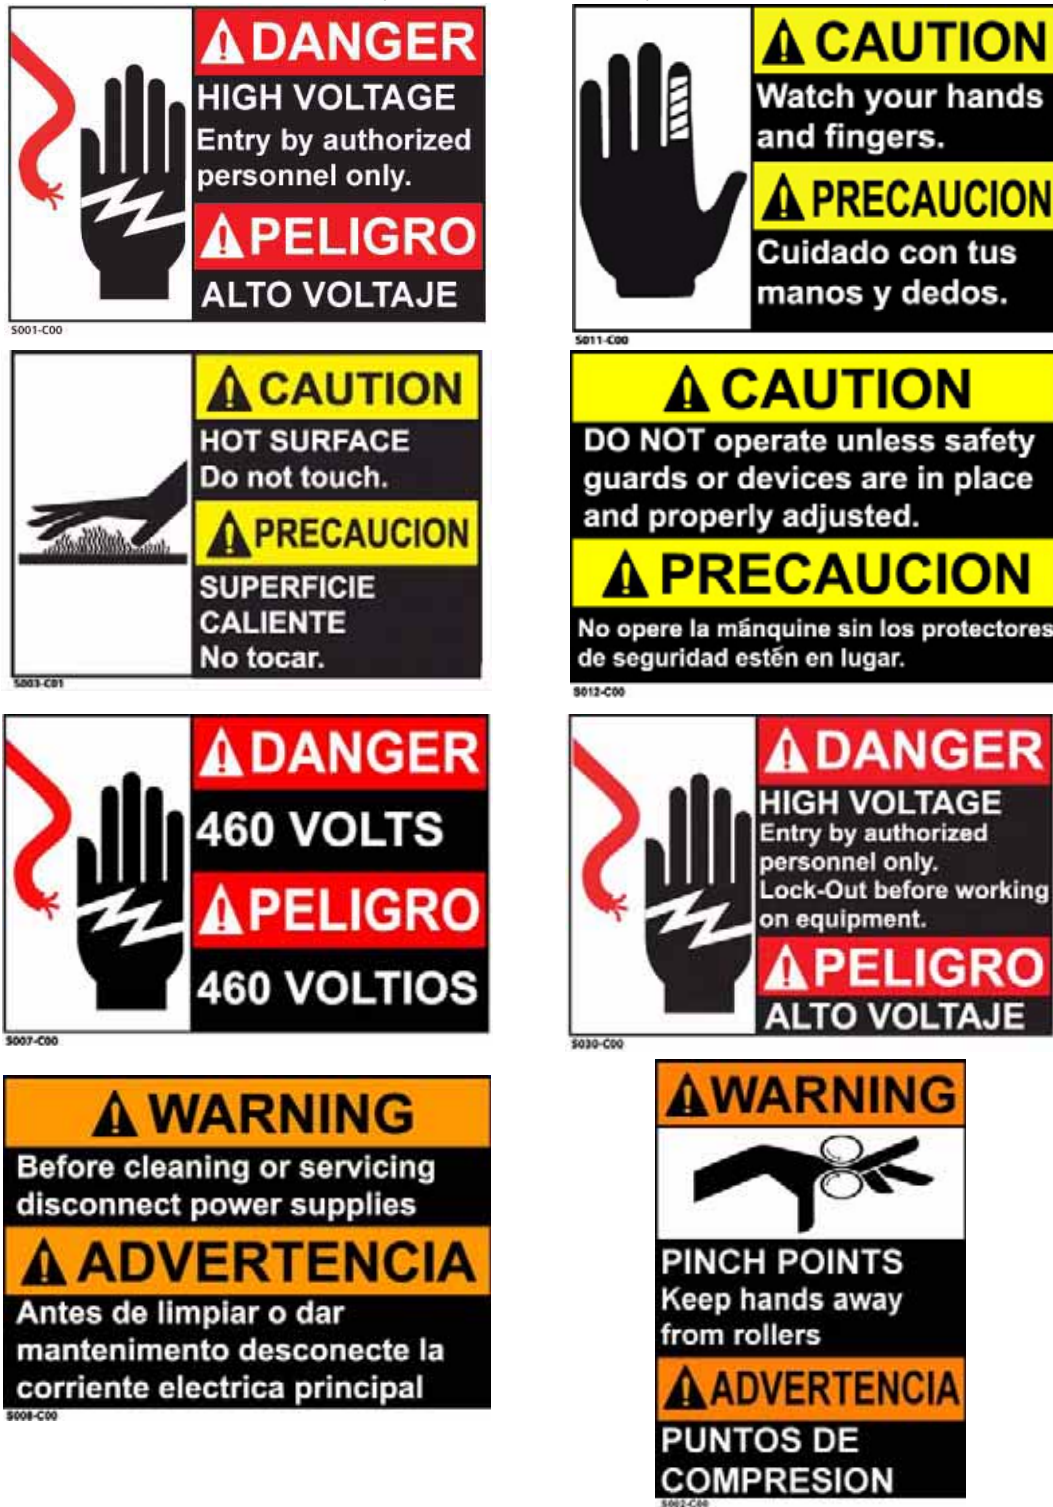 DANGER
HIGH VOLTAGE
Entry by authorized
personnel only.
PELIGRO
ALTO VOLTAJE
S001-C00
CAUTION
Watch your hands
and fingers.
PRECAUCION
Cuidado con tus
manos y dedos.
S011-C00
CAUTION
HOT SURFACE
Do not touch.
PRECAUCION
SUPERFICIE
CALIENTE
No tocar.
S003-C01
CAUTION
DO NOT operate unless safety
guards or devices are in place
and properly adjusted.
PRECAUCION
No opere la mánquine sin los protectores
de seguridad estén en lugar.
S012-C00
DANGER
460 VOLTS
PELIGRO
460 VOLTIOS
S007-C00
DANGER
HIGH VOLTAGE
Entry by authorized
personnel only.
Lock-Out before working
on equipment.
PELIGRO
ALTO VOLTAJE
S030-C00
WARNING
Before cleaning or servicing
disconnect power supplies
ADVERTENCIA
Antes de limpiar o dar
mantenimento desconecte la
corriente electrica principal
S008-C00
WARNING
PINCH POINTS
Keep hands away
from rollers
ADVERTENCIA
PUNTOS DE
COMPRESION
S002-C00